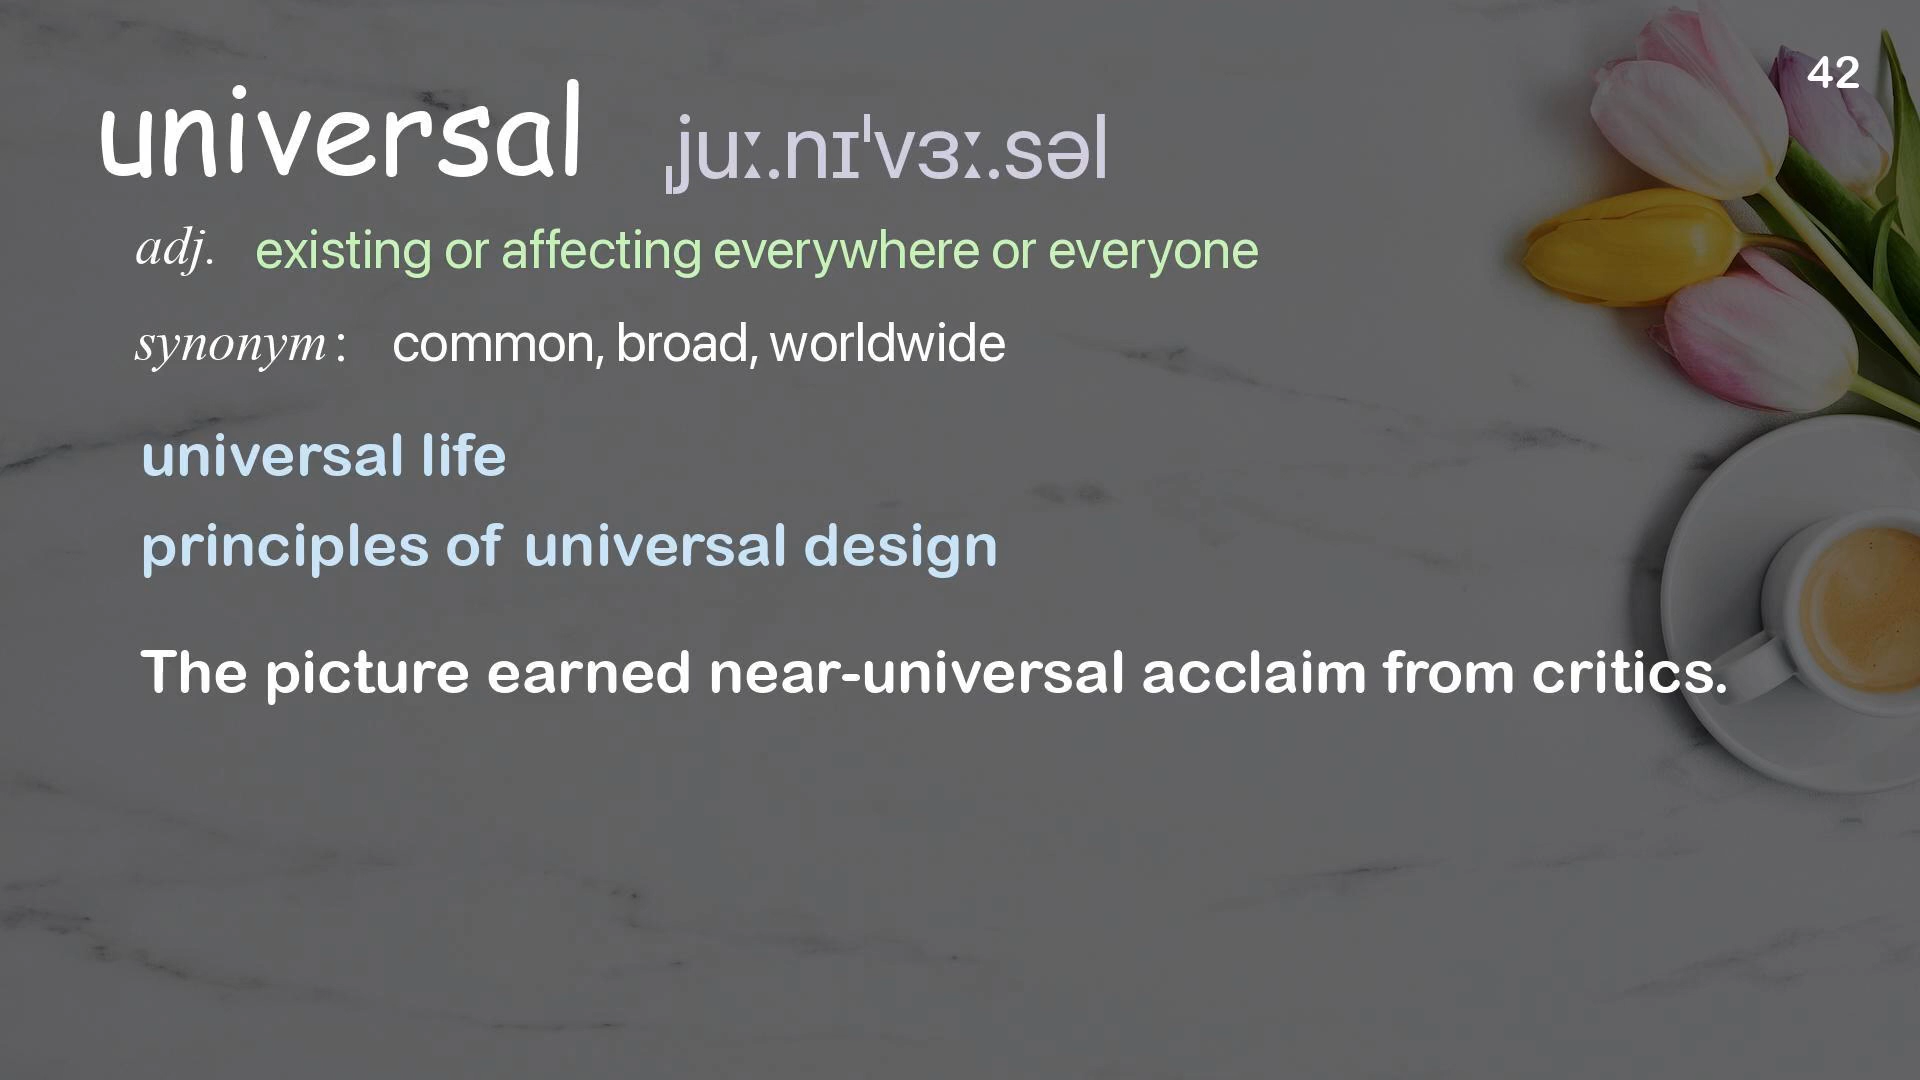 42
universal ˌjuː.nɪˈvɜː.səl
adj. existing or affecting everywhere or everyone
synonym : common, broad, worldwide
universal life
principles of universal design
The picture earned near-universal acclaim from critics.